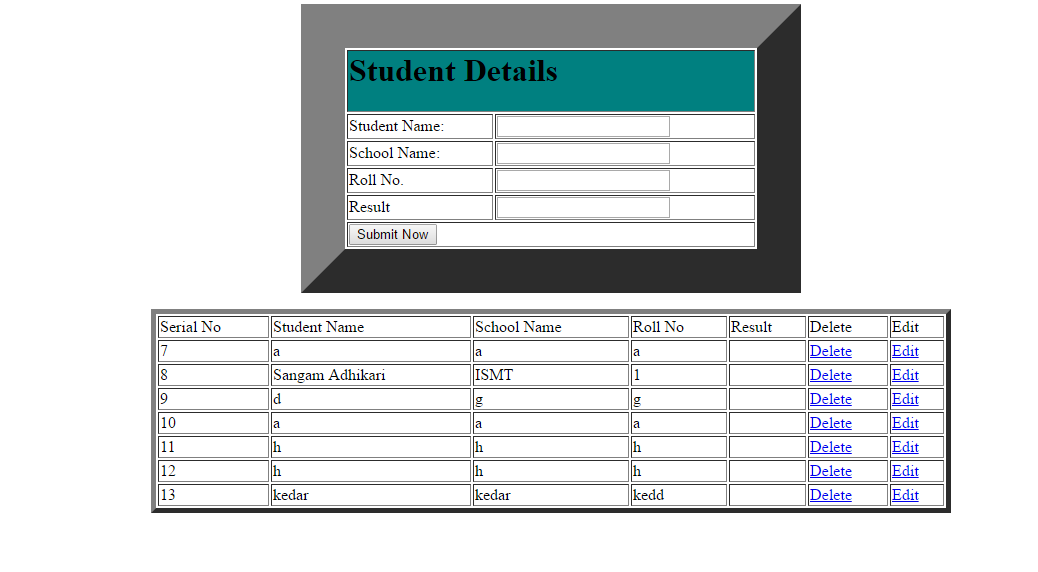 Student Details
Student Name:
School Name:
Roll No.
Result
Submit Now
Serial No Student Name School Name Roll No Result Delete Edit
7 a a a Delete Edit
8 Sangam Adhikari ISMT 1 Delete Edit
9 d g g Delete Edit
10 a a a Delete Edit
11 h h h Delete Edit
12 h h h Delete Edit
13 kedar kedar kedd Delete Edit